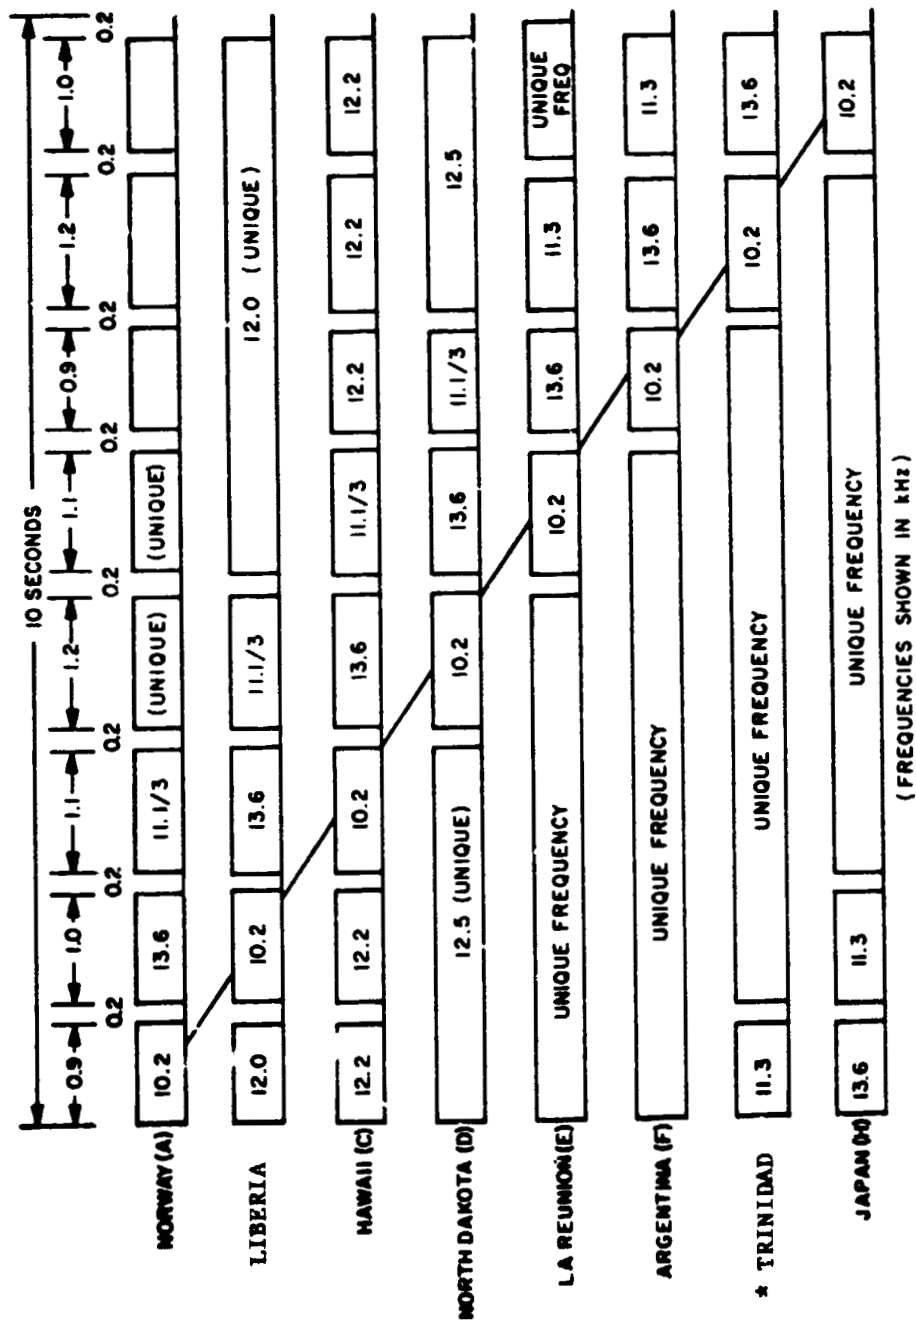 10 SECONDS
0.9 0.2 1.0 0.2 1.1 0.2 1.2 0.2 1.1 0.2 0.9 0.2 1.2 0.2 1.0 0.2
NORWAY (A) 10.2 13.6 11.1/3 (UNIQUE) (UNIQUE)
LIBERIA 12.0 10.2 13.6 11.1/3 12.0 (UNIQUE)
HAWAII (C) 12.2 12.2 10.2 13.6 11.1/3 12.2 12.2 12.2
NORTH DAKOTA (D) 12.5 (UNIQUE) 10.2 13.6 11.1/3 12.5
LA REUNION (E) UNIQUE FREQUENCY 10.2 13.6 11.3 UNIQUE
FREQ
ARGENTINA (F) UNIQUE FREQUENCY 10.2 13.6 11.3
* TRINIDAD 11.3 UNIQUE FREQUENCY 10.2 13.6
JAPAN (H) 13.6 11.3 UNIQUE FREQUENCY 10.2
(FREQUENCIES SHOWN IN kHz)